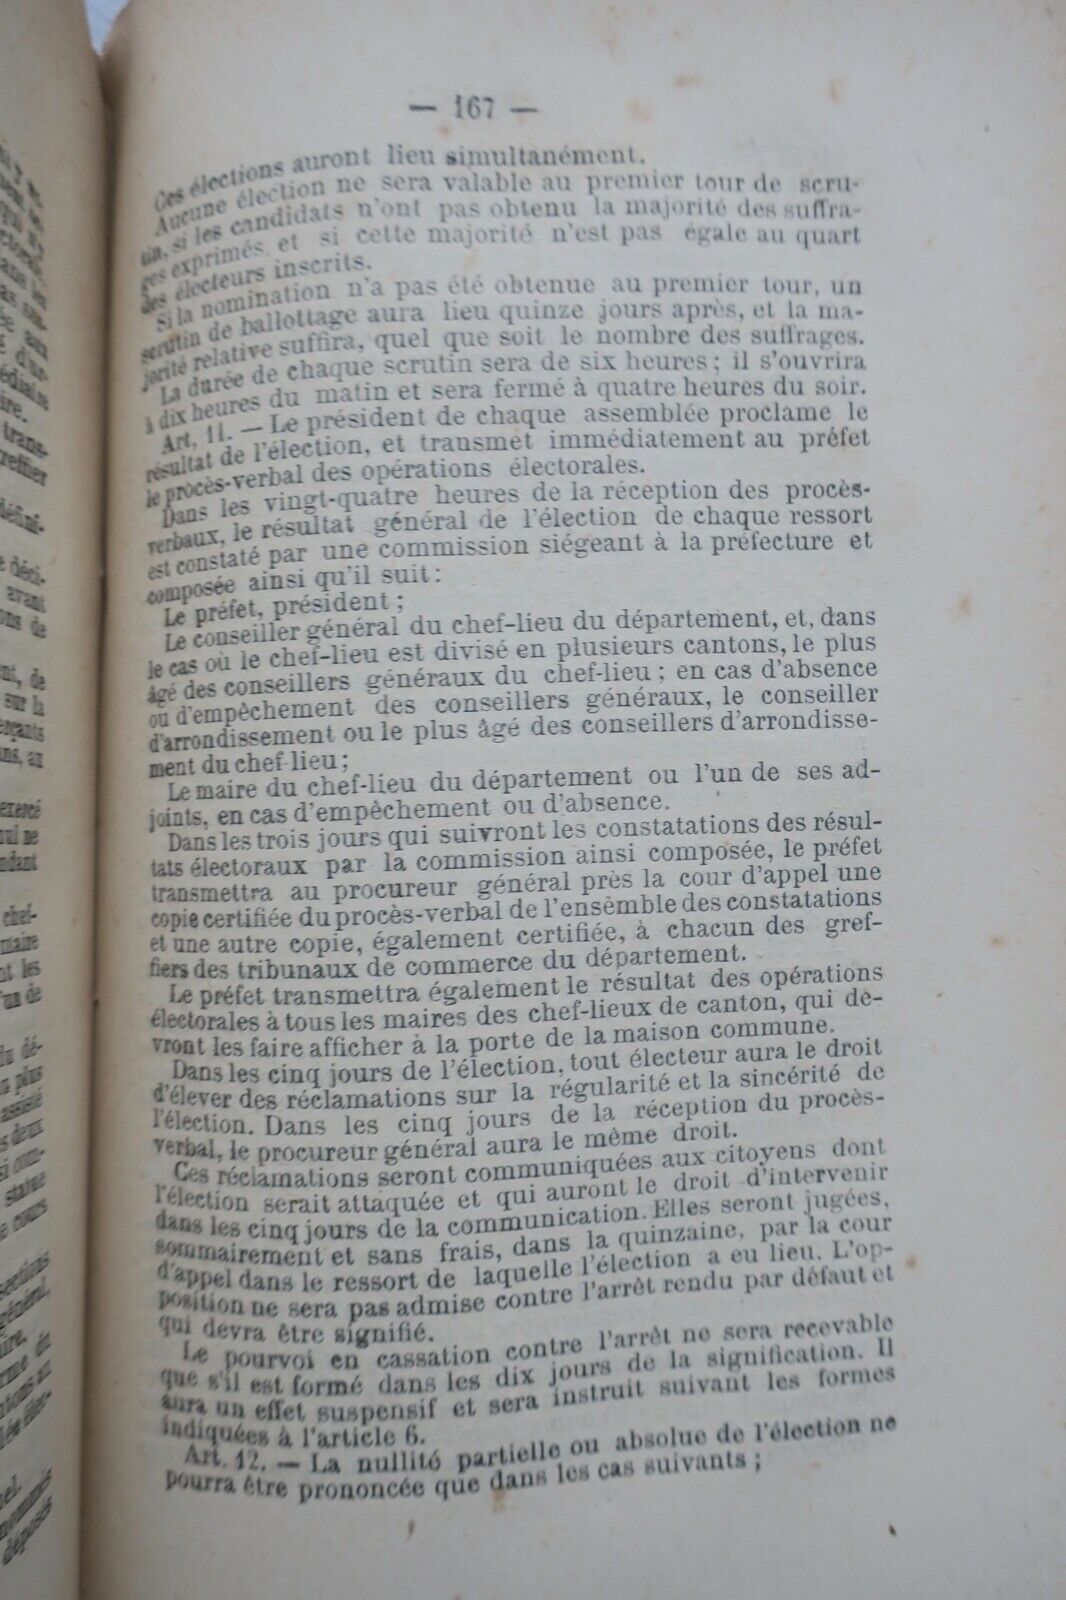 — 167 —
Ces élections auront lieu simultanément.
Aucune élection ne sera valable au premier tour de scru-
tin, si les candidats n'ont pas obtenu la majorité des suffra-
ges exprimés, et si cette majorité n'est pas égale au quart
des électeurs inscrits.
Si la nomination n'a pas été obtenue au premier tour, un
scrutin de ballottage aura lieu quinze jours après, et la ma-
jorité relative suffira, quel que soit le nombre des suffrages.
La durée de chaque scrutin sera de six heures ; il s'ouvrira
à dix heures du matin et sera fermé à quatre heures du soir.
Art. 11. — Le président de chaque assemblée proclame le
résultat de l'élection, et transmet immédiatement au préfet
le procès-verbal des opérations électorales.
Dans les vingt-quatre heures de la réception des procès-
verbaux, le résultat général de l'élection de chaque ressort
est constaté par une commission siégeant à la préfecture et
composée ainsi qu'il suit :
Le préfet, président ;
Le conseiller général du chef-lieu du département, et, dans
le cas où le chef-lieu est divisé en plusieurs cantons, le plus
âgé des conseillers généraux du chef-lieu ; en cas d'absence
ou d'empêchement des conseillers généraux, le conseiller
d'arrondissement ou le plus âgé des conseillers d'arrondisse-
ment du chef-lieu ;
Le maire du chef-lieu du département ou l'un de ses ad-
joints, en cas d'empêchement ou d'absence.
Dans les trois jours qui suivront les constatations des résul-
tats électoraux par la commission ainsi composée, le préfet
transmettra au procureur général près la cour d'appel une
copie certifiée du procès-verbal de l'ensemble des constatations
et une autre copie, également certifiée, à chacun des gref-
fiers des tribunaux de commerce du département.
Le préfet transmettra également le résultat des opérations
électorales à tous les maires des chef-lieux de canton, qui de-
vront les faire afficher à la porte de la maison commune.
Dans les cinq jours de l'élection, tout électeur aura le droit
d'élever des réclamations sur la régularité et la sincérité de
l'élection. Dans les cinq jours de la réception du procès-
verbal, le procureur général aura le même droit.
Ces réclamations seront communiquées aux citoyens dont
l'élection serait attaquée et qui auront le droit d'intervenir
dans les cinq jours de la communication. Elles seront jugées,
sommairement et sans frais, dans la quinzaine, par la cour
d'appel dans le ressort de laquelle l'élection a eu lieu. L'op-
position ne sera pas admise contre l'arrêt rendu par défaut et
qui devra être signifié.
Le pourvoi en cassation contre l'arrêt ne sera recevable
que s'il est formé dans les dix jours de la signification. Il
aura un effet suspensif et sera instruit suivant les formes
indiquées à l'article 6.
Art. 12. — La nullité partielle ou absolue de l'élection ne
pourra être prononcée que dans les cas suivants ;